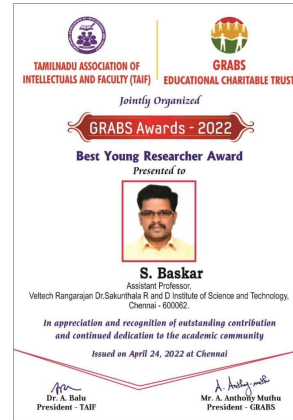 TAMILNADU ASSOCIATION OF
INTELLECTUALS AND FACULTY (TAIF)
GRABS
EDUCATIONAL CHARITABLE TRUST
Jointly Organized
GRABS Awards - 2022
Best Young Researcher Award
Presented to
S. Baskar
Assistant Professor,
Veltech Rangarajan Dr.Sakunthala R and D Institute of Science and Technology,
Chennai - 600062.
In appreciation and recognition of outstanding contribution
and continued dedication to the academic community
Issued on April 24, 2022 at Chennai
Dr. A. Balu
President – TAIF
A. Anthony Muthu
Mr. A. Anthony Muthu
President – GRABS